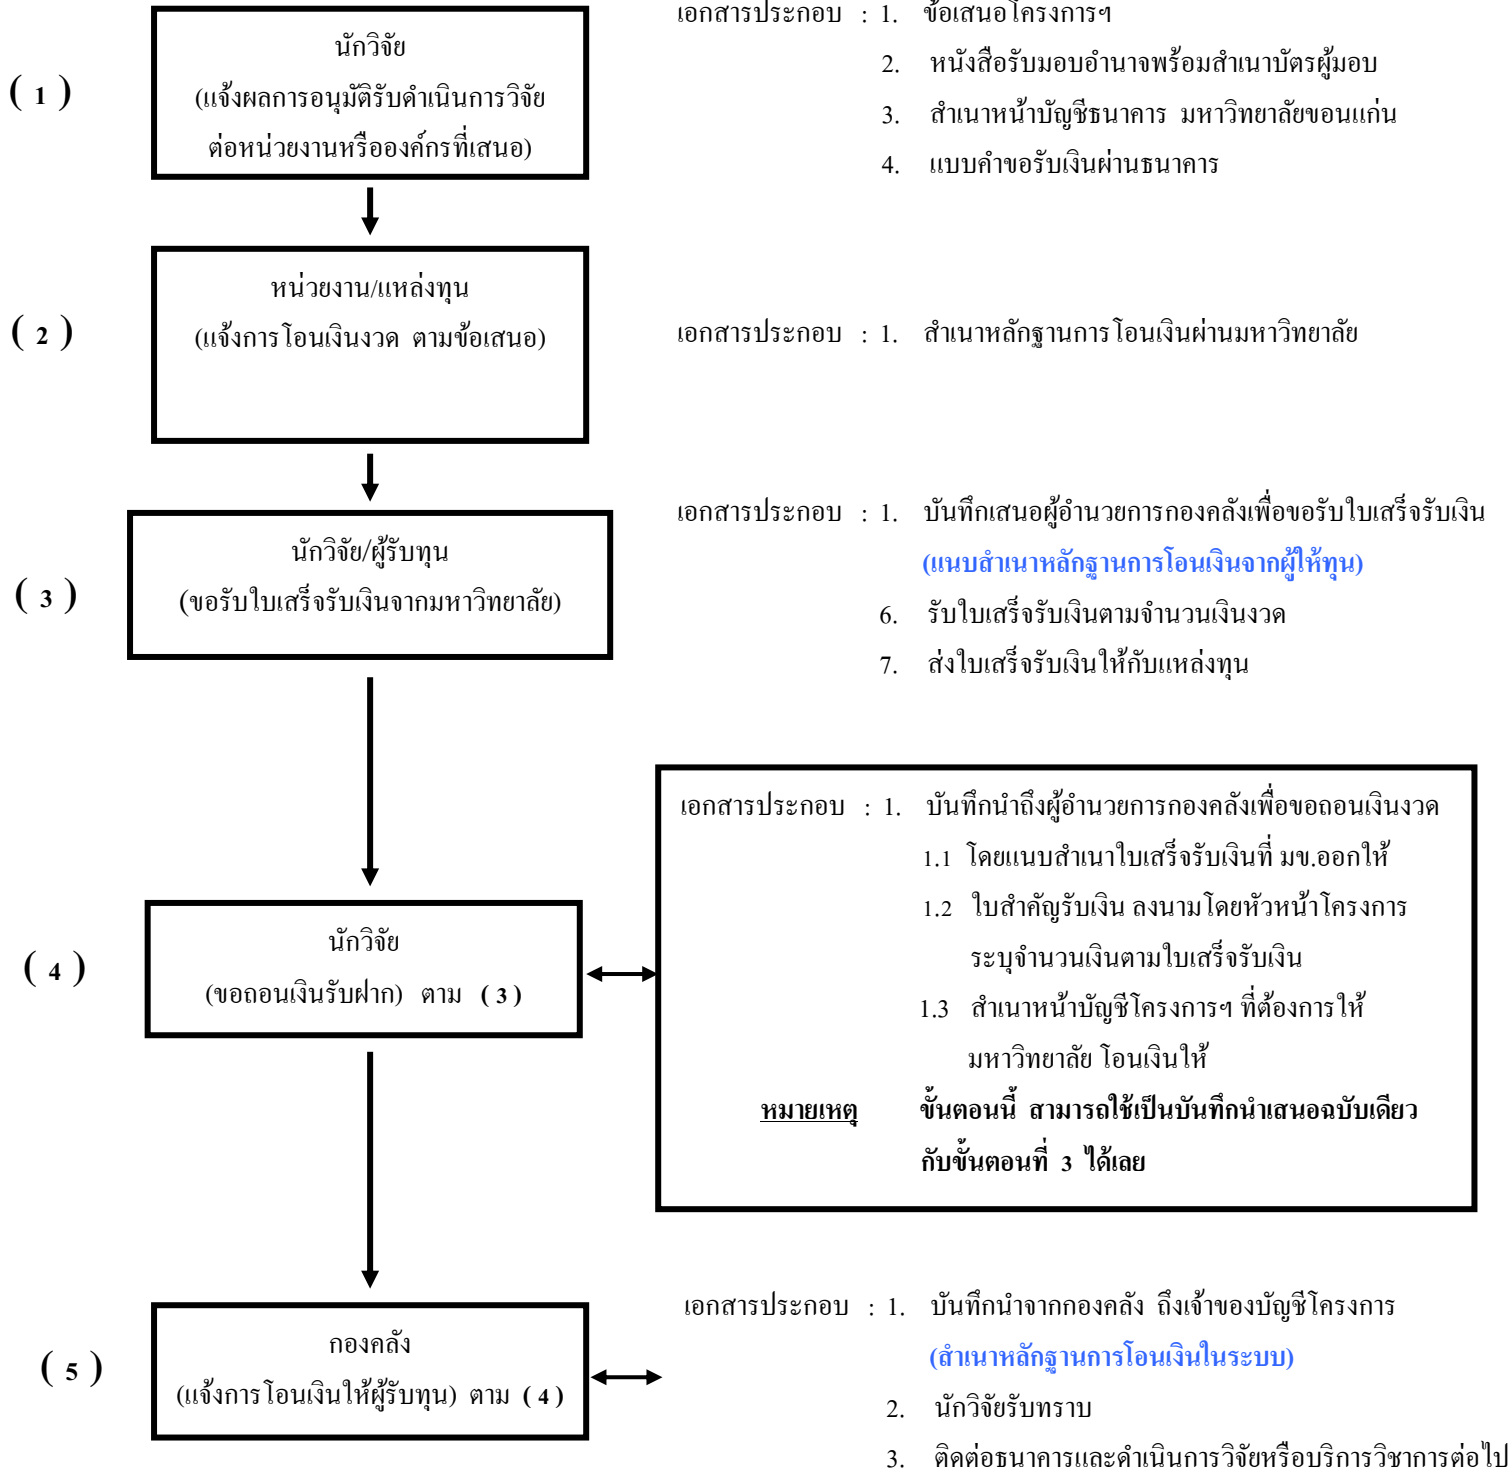 เอกสารประกอบ : 1. ข้อเสนอโครงการฯ
2. หนังสือรับมอบอำนาจพร้อมสำเนาบัตรผู้มอบ
3. สำเนาหน้าบัญชีธนาคาร มหาวิทยาลัยขอนแก่น
4. แบบคำขอรับเงินผ่านธนาคาร
( 1 )
นักวิจัย
(แจ้งผลการอนุมัติรับดำเนินการวิจัย
ต่อหน่วยงานหรือองค์กรที่เสนอ)
( 2 )
หน่วยงาน/แหล่งทุน
(แจ้งการโอนเงินงวด ตามข้อเสนอ)
เอกสารประกอบ : 1. สำเนาหลักฐานการโอนเงินผ่านมหาวิทยาลัย
( 3 )
นักวิจัย/ผู้รับทุน
(ขอรับใบเสร็จรับเงินจากมหาวิทยาลัย)
เอกสารประกอบ : 1. บันทึกเสนอผู้อำนวยการกองคลังเพื่อขอรับใบเสร็จรับเงิน
(แนบสำเนาหลักฐานการโอนเงินจากผู้ให้ทุน)
6. รับใบเสร็จรับเงินตามจำนวนเงินงวด
7. ส่งใบเสร็จรับเงินให้กับแหล่งทุน
( 4 )
นักวิจัย
(ขอถอนเงินรับฝาก) ตาม ( 3 )
เอกสารประกอบ : 1. บันทึกนำถึงผู้อำนวยการกองคลังเพื่อขอถอนเงินงวด
1.1 โดยแนบสำเนาใบเสร็จรับเงินที่ มข.ออกให้
1.2 ใบสำคัญรับเงิน ลงนามโดยหัวหน้าโครงการ
ระบุจำนวนเงินตามใบเสร็จรับเงิน
1.3 สำเนาหน้าบัญชีโครงการฯ ที่ต้องการให้
มหาวิทยาลัย โอนเงินให้
หมายเหตุ ขั้นตอนนี้ สามารถใช้เป็นบันทึกนำเสนอฉบับเดียว
กับขั้นตอนที่ 3 ได้เลย
( 5 )
กองคลัง
(แจ้งการโอนเงินให้ผู้รับทุน) ตาม ( 4 )
เอกสารประกอบ : 1. บันทึกนำจากกองคลัง ถึงเจ้าของบัญชีโครงการ
(สำเนาหลักฐานการโอนเงินในระบบ)
2. นักวิจัยรับทราบ
3. ติดต่อธนาคารและดำเนินการวิจัยหรือบริการวิชาการต่อไป